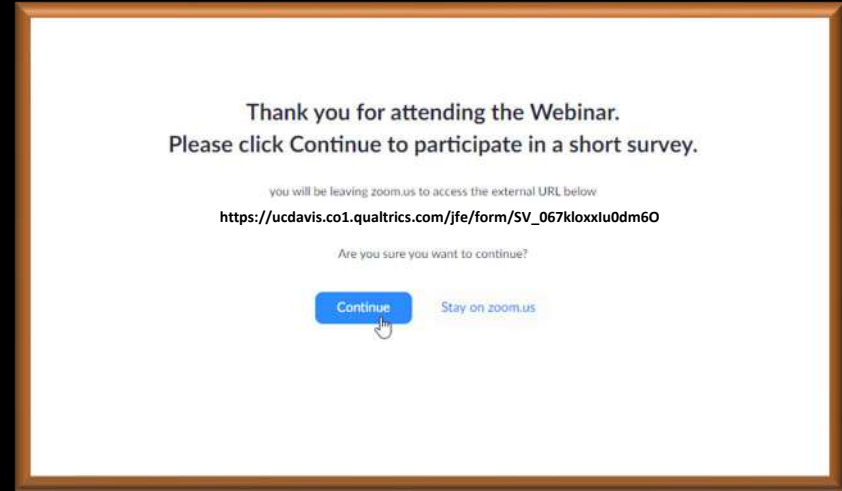 Thank you for attending the Webinar.
Please click Continue to participate in a short survey.
you will be leaving zoom.us to access the external URL below
https://ucdavis.co1.qualtrics.com/jfe/form/SV_067kloxxIu0dm6O
Are you sure you want to continue?
Continue
Stay on zoom.us